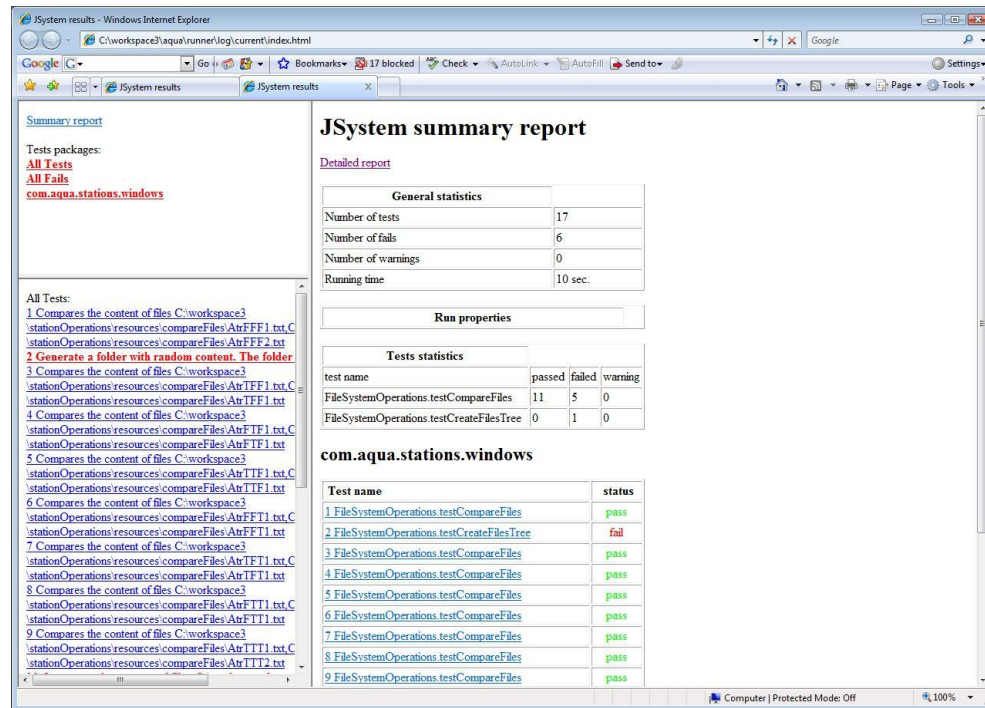 JSystem results - Windows Internet Explorer
C:\workspace3\aqua\runner\log\current\index.html
Google
Google G Go Bookmarks 17 blocked ABC Check AutoLink AutoFill Send to Settings
JSystem results JSystem results x Page Tools
Summary report
Tests packages:
All Tests
All Fails
com.aqua.stations.windows
All Tests:
1 Compares the content of files C:\workspace3
\stationOperations\resources\compareFiles\AtrFFF1.txt,C
\stationOperations\resources\compareFiles\AtrFFF2.txt
2 Generate a folder with random content. The folder
3 Compares the content of files C:\workspace3
\stationOperations\resources\compareFiles\AtrTFF1.txt,C
\stationOperations\resources\compareFiles\AtrTFF1.txt
4 Compares the content of files C:\workspace3
\stationOperations\resources\compareFiles\AtrFTF1.txt,C
\stationOperations\resources\compareFiles\AtrFTF1.txt
5 Compares the content of files C:\workspace3
\stationOperations\resources\compareFiles\AtrTTF1.txt,C
\stationOperations\resources\compareFiles\AtrTTF1.txt
6 Compares the content of files C:\workspace3
\stationOperations\resources\compareFiles\AtrFFT1.txt,C
\stationOperations\resources\compareFiles\AtrFFT1.txt
7 Compares the content of files C:\workspace3
\stationOperations\resources\compareFiles\AtrTFT1.txt,C
\stationOperations\resources\compareFiles\AtrTFT1.txt
8 Compares the content of files C:\workspace3
\stationOperations\resources\compareFiles\AtrFTT1.txt,C
\stationOperations\resources\compareFiles\AtrFTT1.txt
9 Compares the content of files C:\workspace3
\stationOperations\resources\compareFiles\AtrTTT1.txt,C
\stationOperations\resources\compareFiles\AtrTTT2.txt
JSystem summary report
Detailed report
General statistics
Number of tests 17
Number of fails 6
Number of warnings 0
Running time 10 sec.
Run properties
Tests statistics
test name passed failed warning
FileSystemOperations.testCompareFiles 11 5 0
FileSystemOperations.testCreateFilesTree 0 1 0
com.aqua.stations.windows
Test name status
1 FileSystemOperations.testCompareFiles pass
2 FileSystemOperations.testCreateFilesTree fail
3 FileSystemOperations.testCompareFiles pass
4 FileSystemOperations.testCompareFiles pass
5 FileSystemOperations.testCompareFiles pass
6 FileSystemOperations.testCompareFiles pass
7 FileSystemOperations.testCompareFiles pass
8 FileSystemOperations.testCompareFiles pass
9 FileSystemOperations.testCompareFiles pass
Computer | Protected Mode: Off 100%